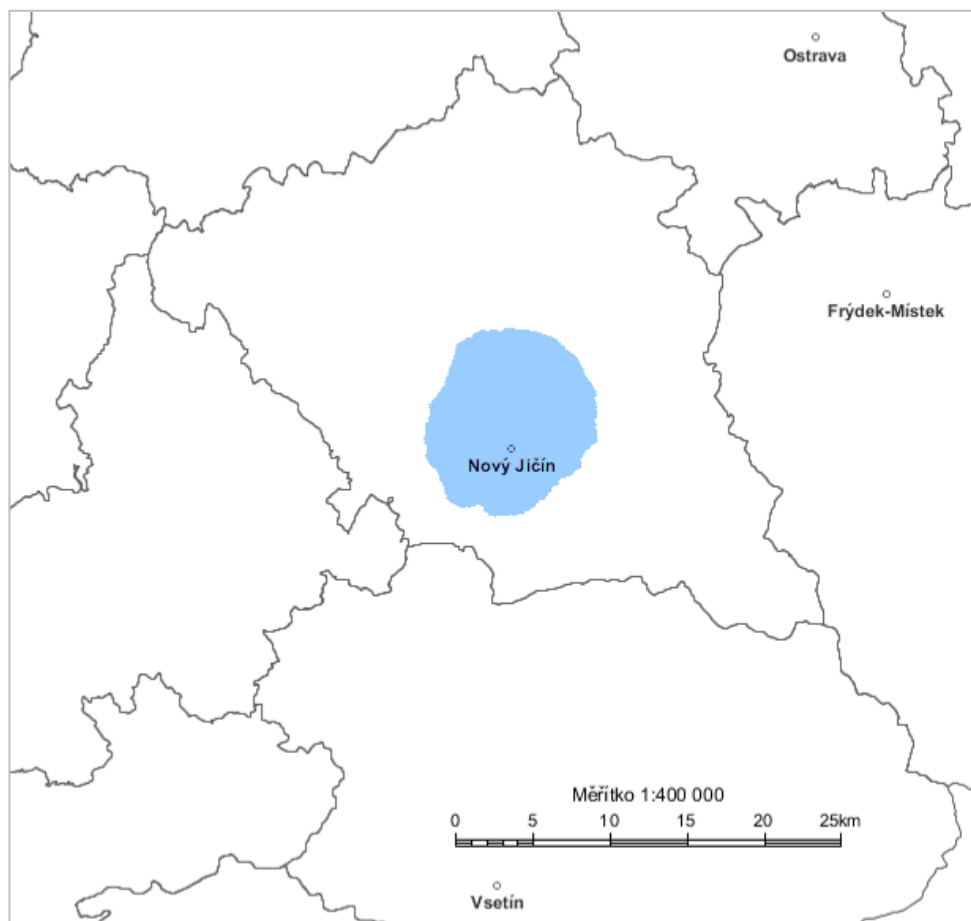 Ostrava
Frýdek-Místek
Nový Jičín
Měřítko 1:400 000
0 5 10 15 20 25km
Vsetín